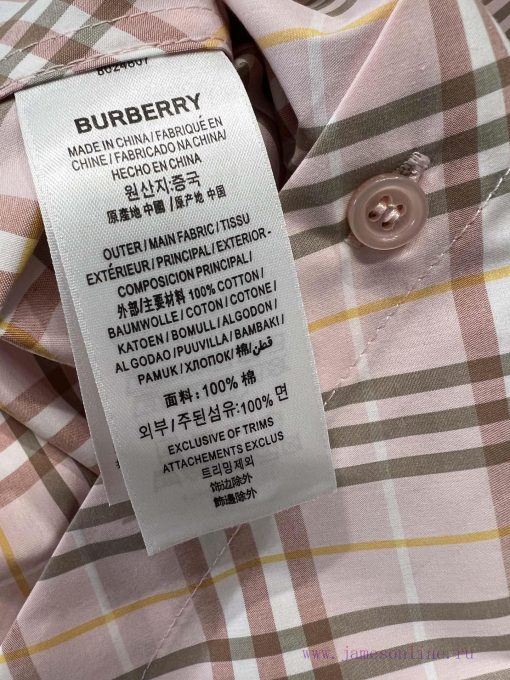 8024807
BURBERRY
MADE IN CHINA/FABRIQUÉ EN
CHINE/FABRICADO NA CHINA/
HECHO EN CHINA
원산지:중국
原産地 中國 / 原产地 中国
OUTER/MAIN FABRIC/TISSU
EXTÉRIEUR/PRINCIPAL/EXTERIOR-
COMPOSICION PRINCIPAL/
外部/主要材料 100% COTTON/
BAUMWOLLE/COTON/COTONE/
KATOEN/BOMULL/ALGODON/
ALGODAO/PUUVILLA/BAMBAKI/
PAMUK/ХЛОПОК/棉/قطن
面料: 100% 棉
외부/주된섬유:100% 면
EXCLUSIVE OF TRIMS
ATTACHEMENTS EXCLUS
트리밍제외
饰边除外
飾邊除外
www.jamesonline.ru